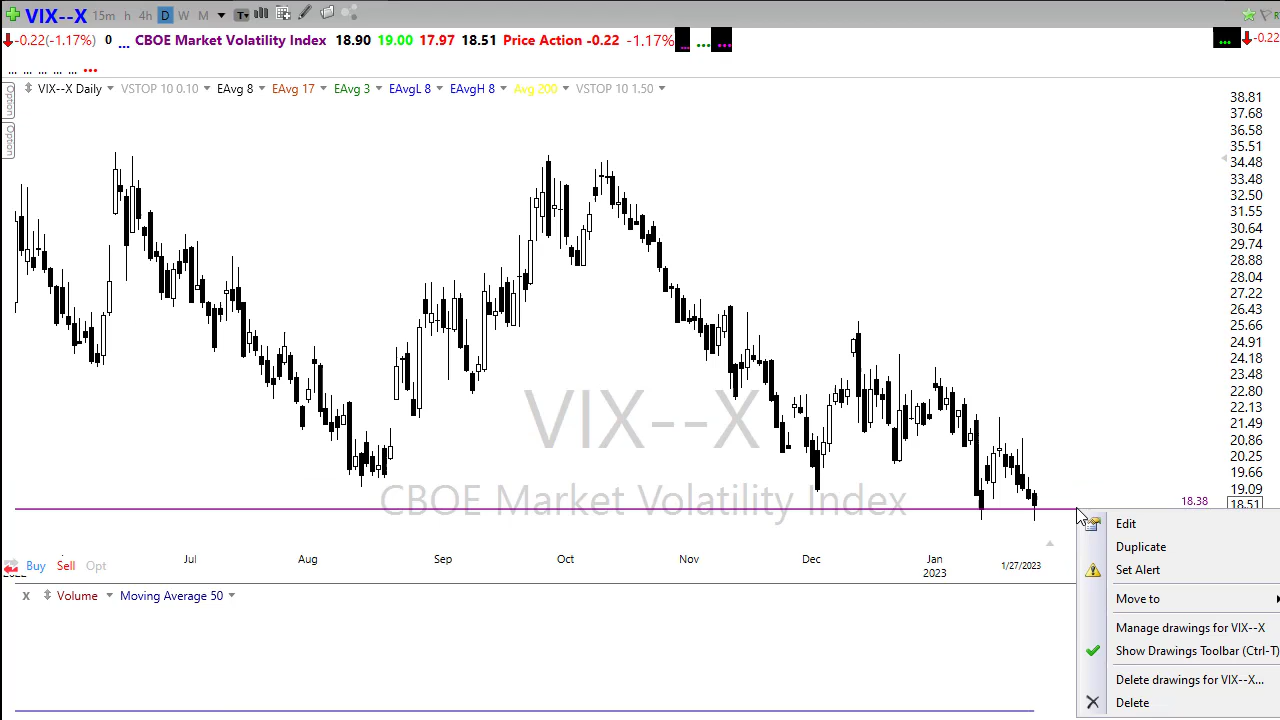 VIX--X 15m h 4h D W M T
-0.22(-1.17%) 0 ... CBOE Market Volatility Index 18.90 19.00 17.97 18.51 Price Action -0.22 -1.17% ... ... ... ... -0.22
... ... ... ... ... ...
Option VIX--X Daily VSTOP 10 0.10 EAvg 8 EAvg 17 EAvg 3 EAvgL 8 EAvgH 8 Avg 200 VSTOP 10 1.50
Option
38.81
37.68
36.58
35.51
34.48
33.48
32.50
31.55
30.64
29.74
28.88
28.04
27.22
26.43
25.66
24.91
24.18
23.48
22.80
22.13
21.49
20.86
20.25
19.66
19.09
18.51
18.38
VIX--X
CBOE Market Volatility Index
Jul Aug Sep Oct Nov Dec Jan
2023 1/27/2023
Buy Sell Opt
X Volume Moving Average 50
Edit
Duplicate
Set Alert
Move to
Manage drawings for VIX--X
Show Drawings Toolbar (Ctrl-T)
Delete drawings for VIX--X...
Delete